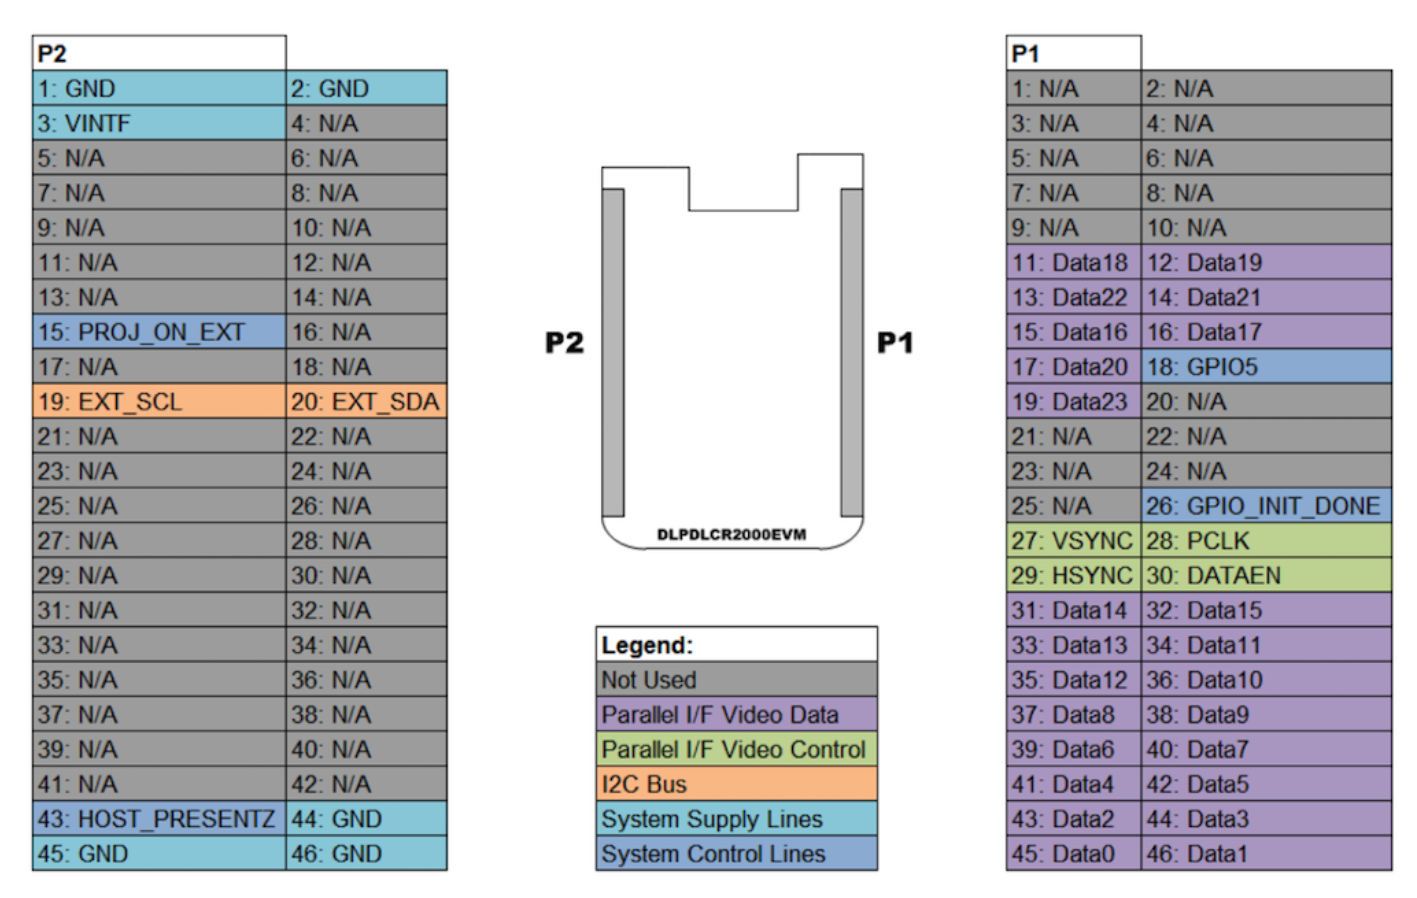 P2
1: GND 2: GND
3: VINTF 4: N/A
5: N/A 6: N/A
7: N/A 8: N/A
9: N/A 10: N/A
11: N/A 12: N/A
13: N/A 14: N/A
15: PROJ_ON_EXT 16: N/A
17: N/A 18: N/A
19: EXT_SCL 20: EXT_SDA
21: N/A 22: N/A
23: N/A 24: N/A
25: N/A 26: N/A
27: N/A 28: N/A
29: N/A 30: N/A
31: N/A 32: N/A
33: N/A 34: N/A
35: N/A 36: N/A
37: N/A 38: N/A
39: N/A 40: N/A
41: N/A 42: N/A
43: HOST_PRESENTZ 44: GND
45: GND 46: GND
P2 P1
DLPDLCR2000EVM
Legend:
Not Used
Parallel I/F Video Data
Parallel I/F Video Control
I2C Bus
System Supply Lines
System Control Lines
P1
1: N/A 2: N/A
3: N/A 4: N/A
5: N/A 6: N/A
7: N/A 8: N/A
9: N/A 10: N/A
11: Data18 12: Data19
13: Data22 14: Data21
15: Data16 16: Data17
17: Data20 18: GPIO5
19: Data23 20: N/A
21: N/A 22: N/A
23: N/A 24: N/A
25: N/A 26: GPIO_INIT_DONE
27: VSYNC 28: PCLK
29: HSYNC 30: DATAEN
31: Data14 32: Data15
33: Data13 34: Data11
35: Data12 36: Data10
37: Data8 38: Data9
39: Data6 40: Data7
41: Data4 42: Data5
43: Data2 44: Data3
45: Data0 46: Data1